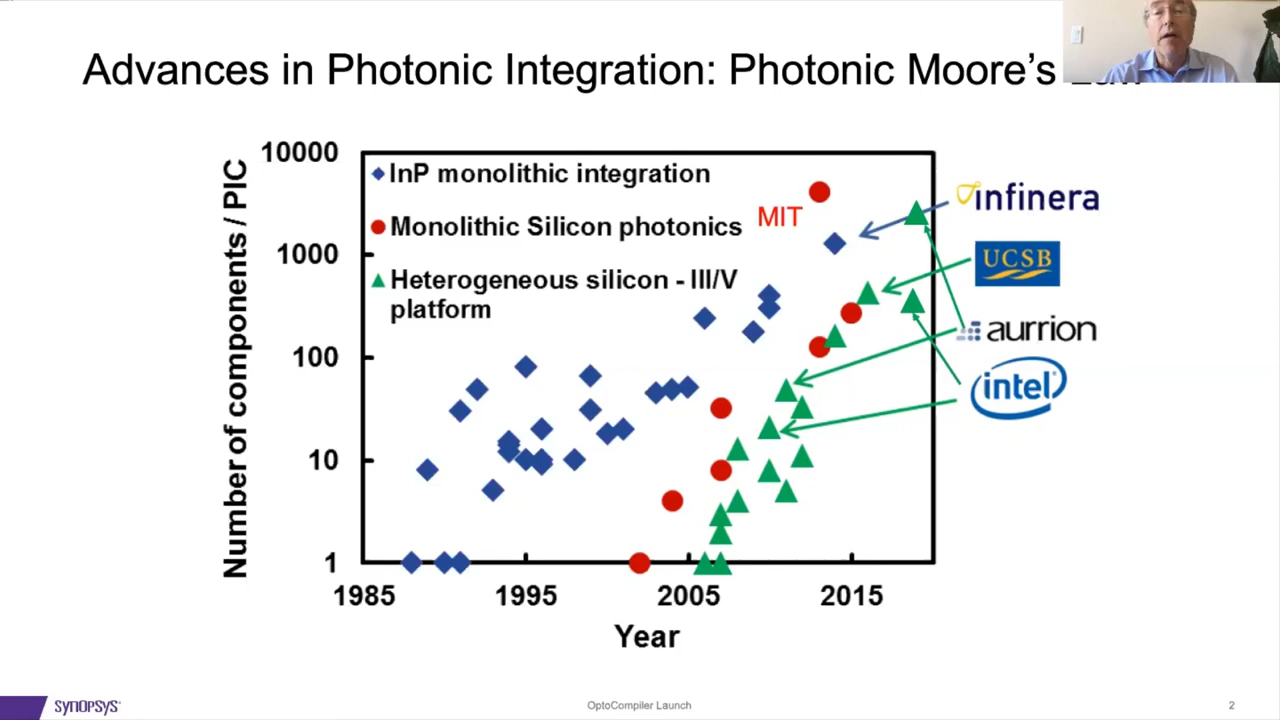 Advances in Photonic Integration: Photonic Moore's
10000
1000
100
10
1
Number of components / PIC
InP monolithic integration
Monolithic Silicon photonics
Heterogeneous silicon - III/V
platform
MIT
infinera
UCSB
aurrion
intel
1985 1995 2005 2015
Year
SYNOPSYS
OptoCompiler Launch
2